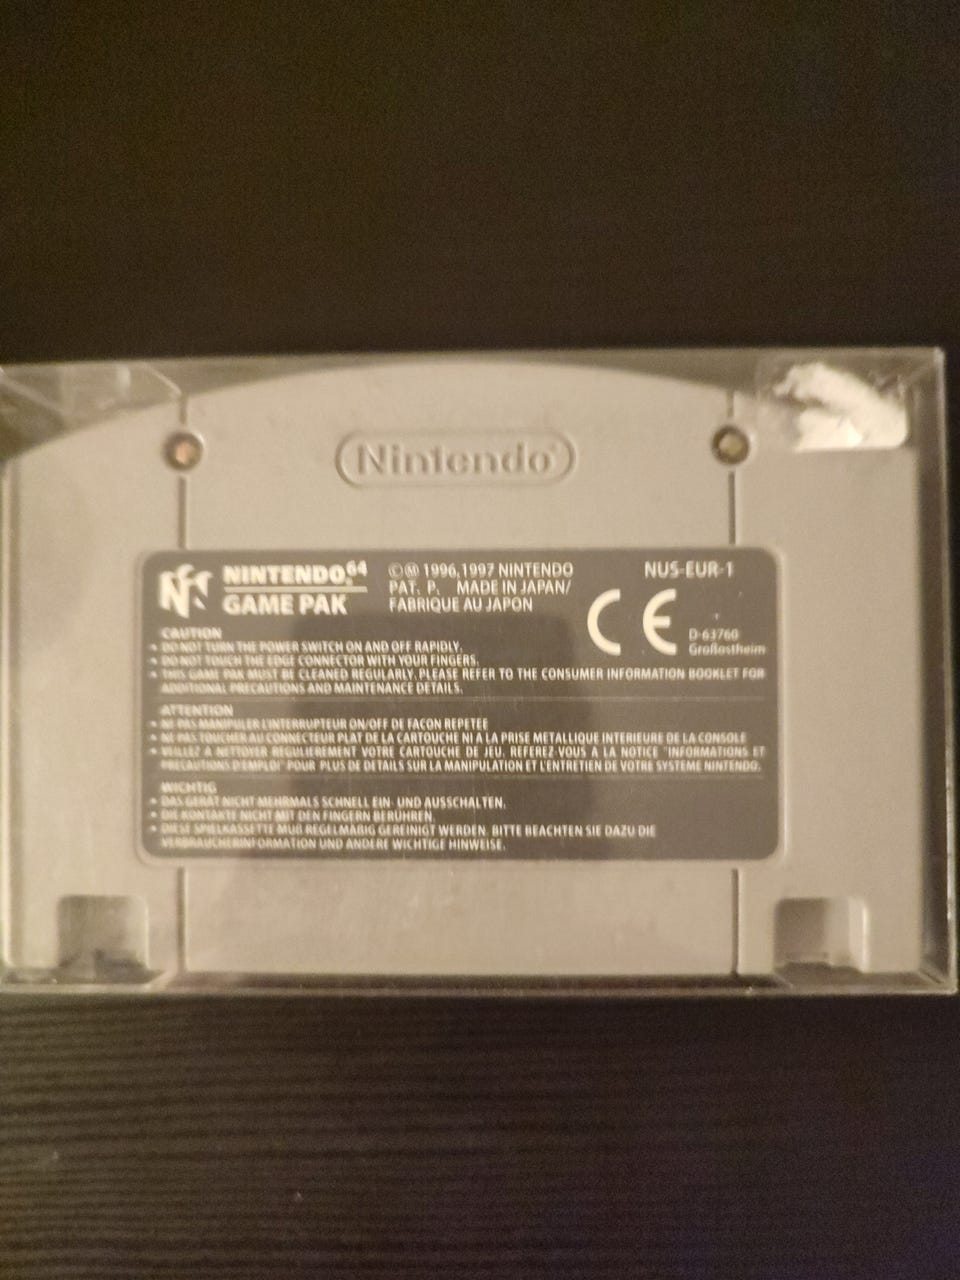 Nintendo®
NINTENDO 64
GAME PAK
©Ⓜ 1996,1997 NINTENDO
PAT. P. MADE IN JAPAN/
FABRIQUE AU JAPON
NUS-EUR-1
CE
D-63760
Großostheim
CAUTION
• DO NOT TURN THE POWER SWITCH ON AND OFF RAPIDLY.
• DO NOT TOUCH THE EDGE CONNECTOR WITH YOUR FINGERS.
• THIS GAME PAK MUST BE CLEANED REGULARLY. PLEASE REFER TO THE CONSUMER INFORMATION BOOKLET FOR
ADDITIONAL PRECAUTIONS AND MAINTENANCE DETAILS.
ATTENTION
• NE PAS MANIPULER L'INTERRUPTEUR ON/OFF DE FACON REPETEE
• NE PAS TOUCHER AU CONNECTEUR PLAT DE LA CARTOUCHE NI A LA PRISE METALLIQUE INTERIEURE DE LA CONSOLE
• VEILLEZ A NETTOYER REGULIEREMENT VOTRE CARTOUCHE DE JEU. REFEREZ-VOUS A LA NOTICE "INFORMATIONS ET
PRECAUTIONS D'EMPLOI" POUR PLUS DE DETAILS SUR LA MANIPULATION ET L'ENTRETIEN DE VOTRE SYSTEME NINTENDO.
WICHTIG
• DAS GERÄT NICHT MEHRMALS SCHNELL EIN- UND AUSSCHALTEN.
• DIE KONTAKTE NICHT MIT DEN FINGERN BERÜHREN.
• DIESE SPIELKASSETTE MUß REGELMÄßIG GEREINIGT WERDEN. BITTE BEACHTEN SIE DAZU DIE
VERBRAUCHERINFORMATION UND ANDERE WICHTIGE HINWEISE.